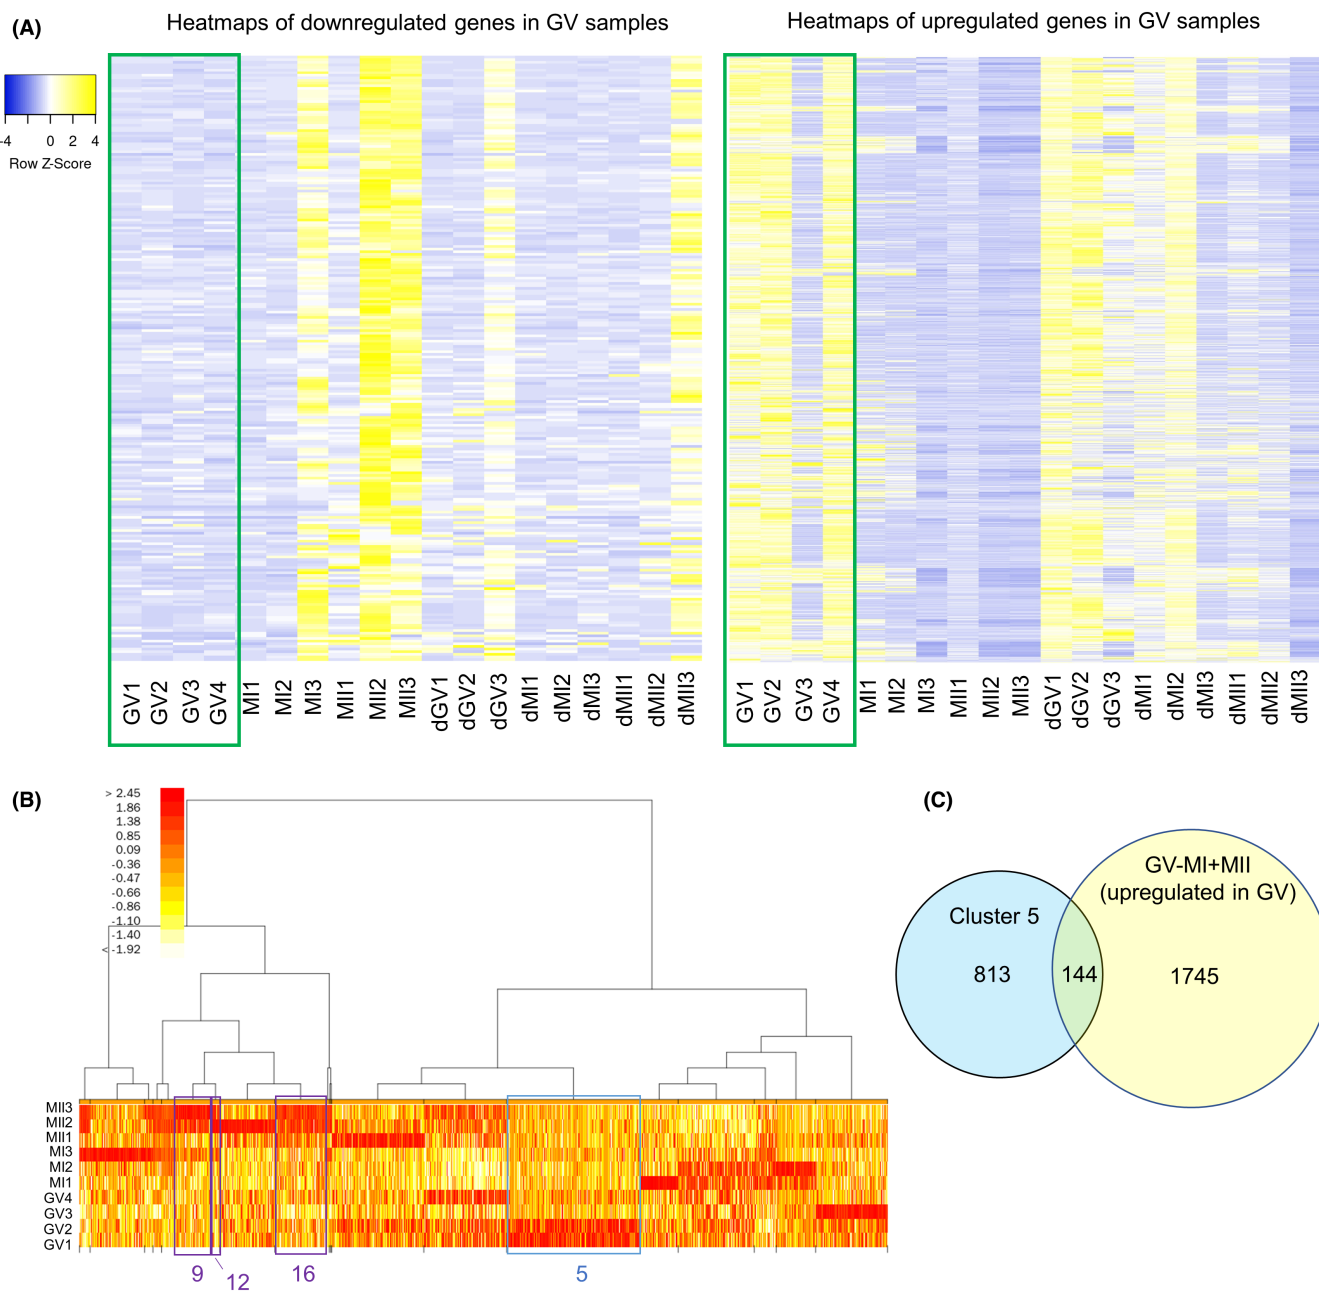 (A)
Heatmaps of downregulated genes in GV samples
Heatmaps of upregulated genes in GV samples
-4 0 2 4
Row Z-Score
GV1 GV2 GV3 GV4 MI1 MI2 MI3 MII1 MII2 MII3 dGV1 dGV2 dGV3 dMI1 dMI2 dMI3 dMII1 dMII2 dMII3
GV1 GV2 GV3 GV4 MI1 MI2 MI3 MII1 MII2 MII3 dGV1 dGV2 dGV3 dMI1 dMI2 dMI3 dMII1 dMII2 dMII3
(B)
> 2.45
1.86
1.38
0.85
0.09
-0.36
-0.47
-0.66
-0.86
-1.10
-1.40
< -1.92
MII3
MII2
MII1
MI3
MI2
MI1
GV4
GV3
GV2
GV1
9 12 16 5
(C)
GV-MI+MII
(upregulated in GV)
Cluster 5
813 144 1745